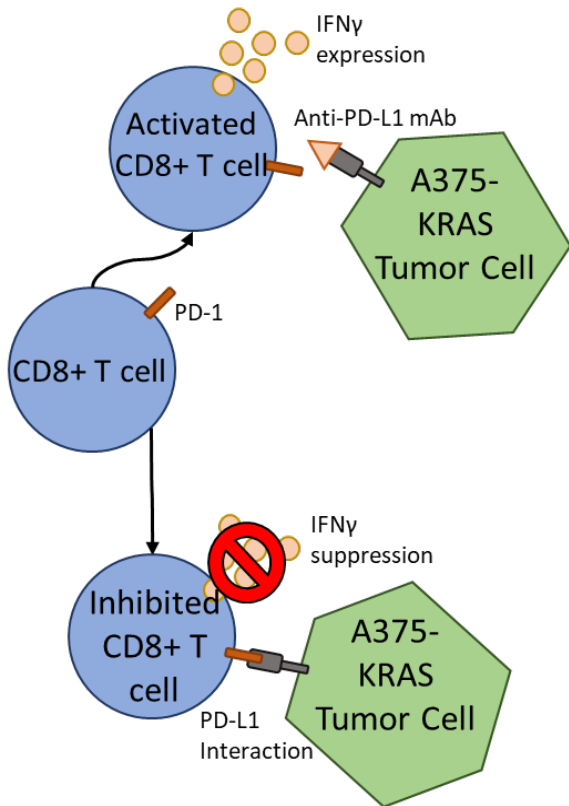 IFNγ
expression
Activated
CD8+ T cell
Anti-PD-L1 mAb
A375-
KRAS
Tumor Cell
PD-1
CD8+ T cell
IFNγ
suppression
Inhibited
CD8+ T
cell
A375-
KRAS
Tumor Cell
PD-L1
Interaction